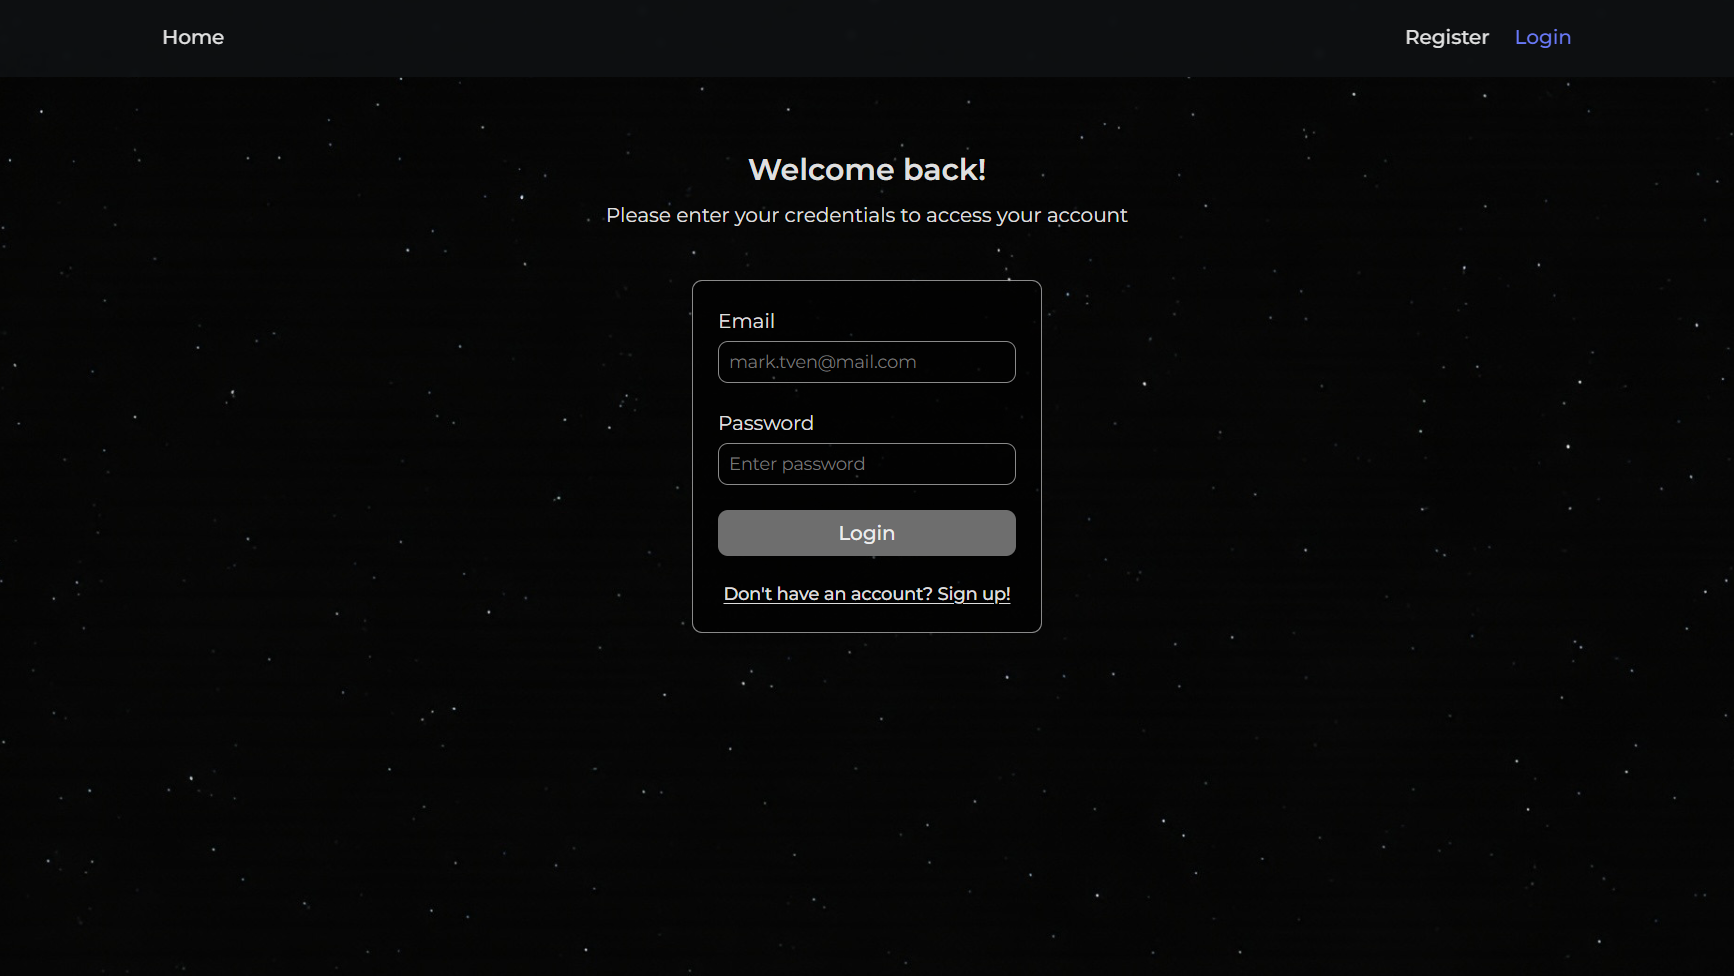 Home
Register
Login
Welcome back!
Please enter your credentials to access your account
Email
mark.tven@mail.com
Password
Enter password
Login
Don't have an account? Sign up!